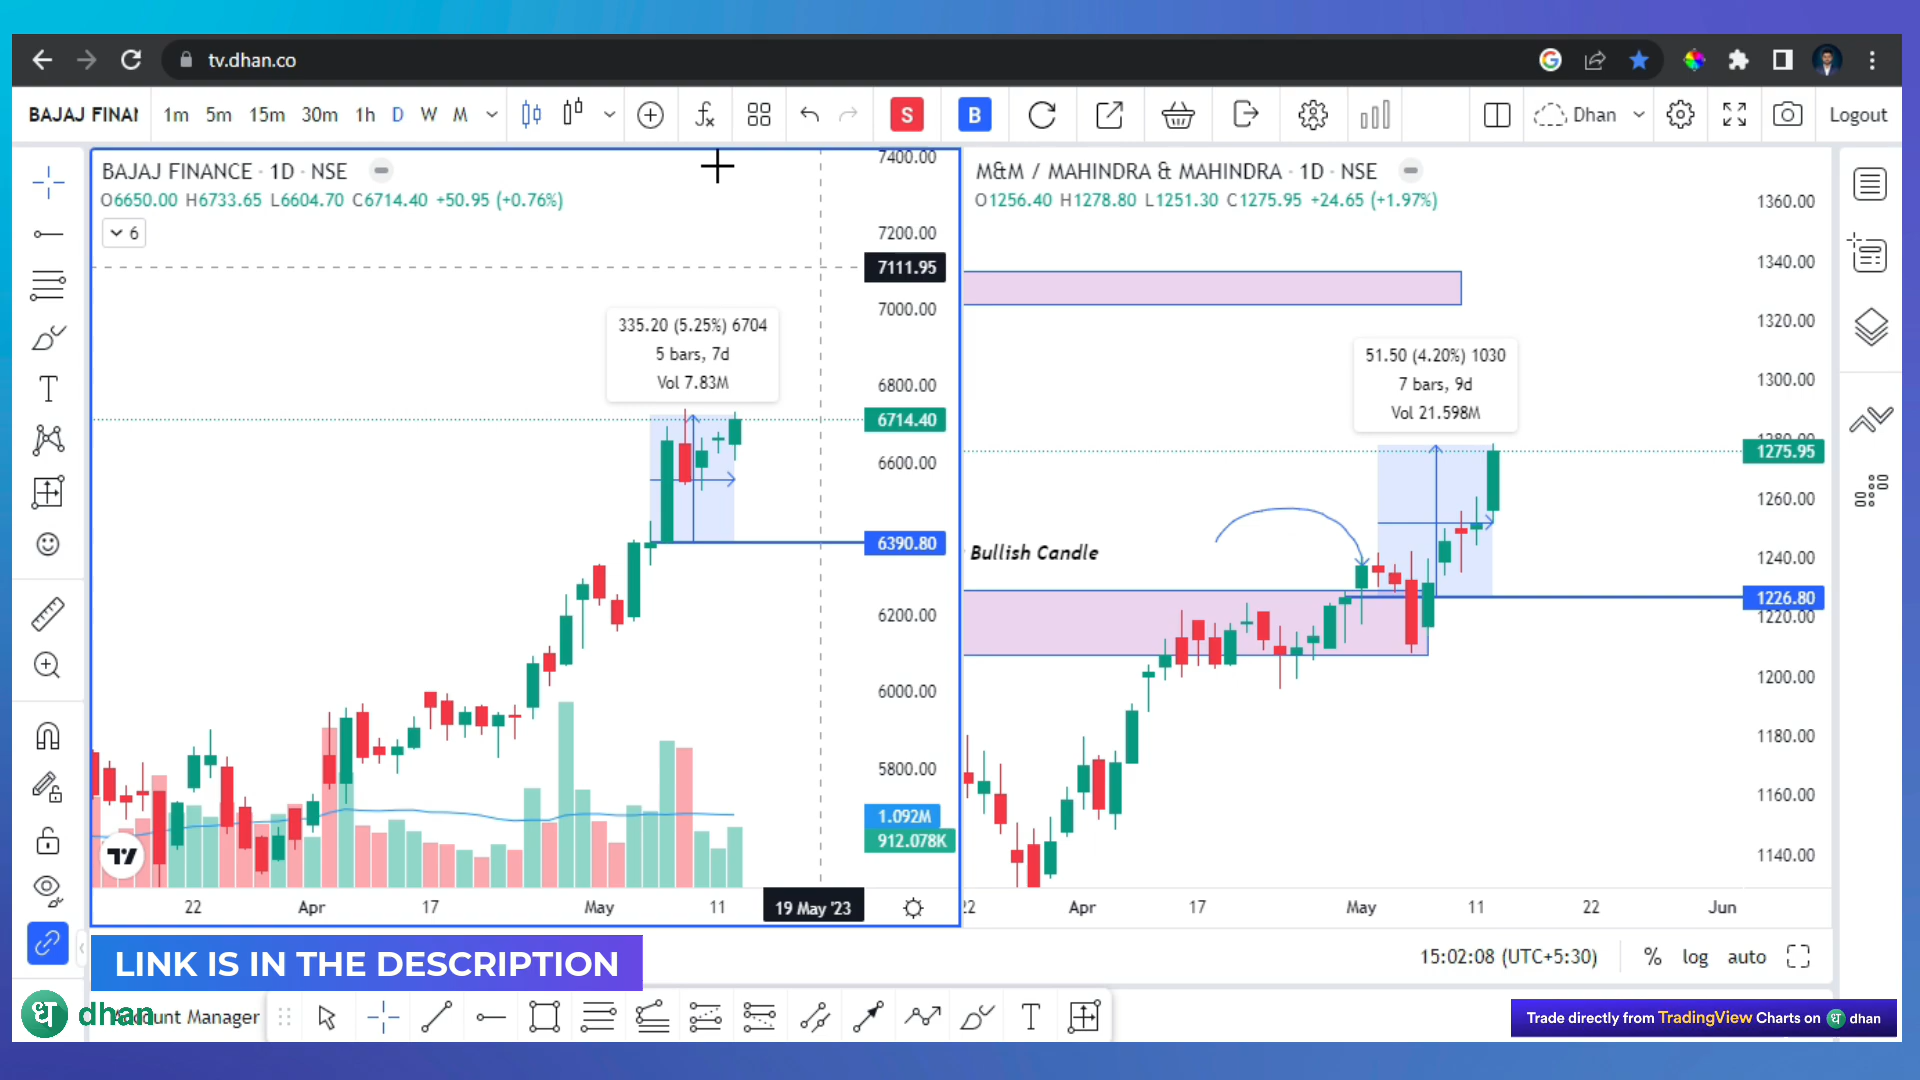 tv.dhan.co
BAJAJ FINAN 1m 5m 15m 30m 1h D W M S B Dhan Logout
BAJAJ FINANCE · 1D · NSE
O6650.00 H6733.65 L6604.70 C6714.40 +50.95 (+0.76%)
6
7400.00
7200.00
7111.95
7000.00
6800.00
6714.40
6600.00
6390.80
6200.00
6000.00
5800.00
1.092M
912.078K
335.20 (5.25%) 6704
5 bars, 7d
Vol 7.83M
22 Apr 17 May 11 19 May '23
M&M / MAHINDRA & MAHINDRA · 1D · NSE
O1256.40 H1278.80 L1251.30 C1275.95 +24.65 (+1.97%)
1360.00
1340.00
1320.00
1300.00
1280.00
1275.95
1260.00
1240.00
1226.80
1220.00
1200.00
1180.00
1160.00
1140.00
51.50 (4.20%) 1030
7 bars, 9d
Vol 21.598M
Bullish Candle
22 Apr 17 May 11 22 Jun
15:02:08 (UTC+5:30) % log auto
LINK IS IN THE DESCRIPTION
ध dhan
Account Manager
T
Trade directly from TradingView Charts on ध dhan